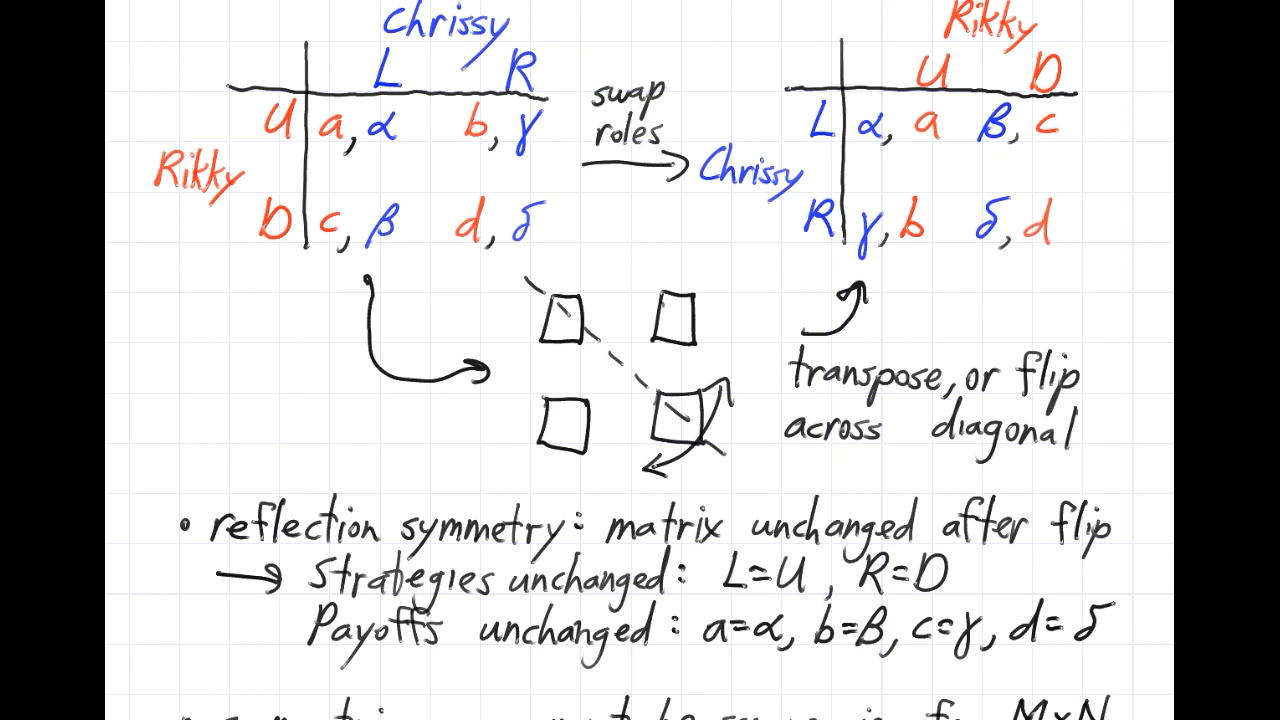 Chrissy
L R
U a, α b, γ
Rikky
D c, β d, δ
swap
roles
Rikky
U D
L α, a β, c
Chrissy
R γ, b δ, d
transpose, or flip
across diagonal
• reflection symmetry: matrix unchanged after flip
→ Strategies unchanged: L=U, R=D
Payoffs unchanged: a=α, b=β, c=γ, d=δ
M×N